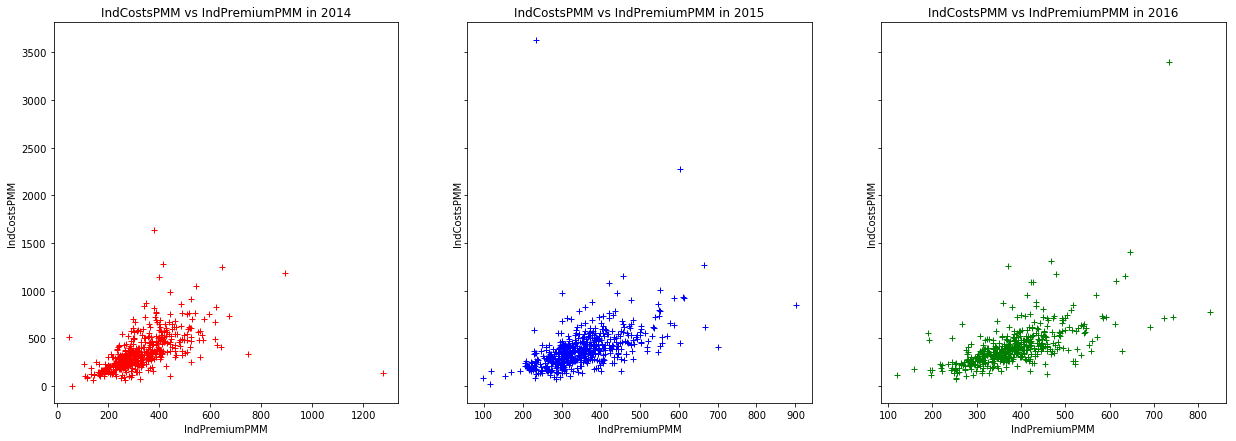 IndCostsPMM vs IndPremiumPMM in 2014
3500
3000
2500
2000
1500
1000
500
0
IndCostsPMM
0 200 400 600 800 1000 1200
IndPremiumPMM
IndCostsPMM vs IndPremiumPMM in 2015
IndCostsPMM
100 200 300 400 500 600 700 800 900
IndPremiumPMM
IndCostsPMM vs IndPremiumPMM in 2016
IndCostsPMM
100 200 300 400 500 600 700 800
IndPremiumPMM